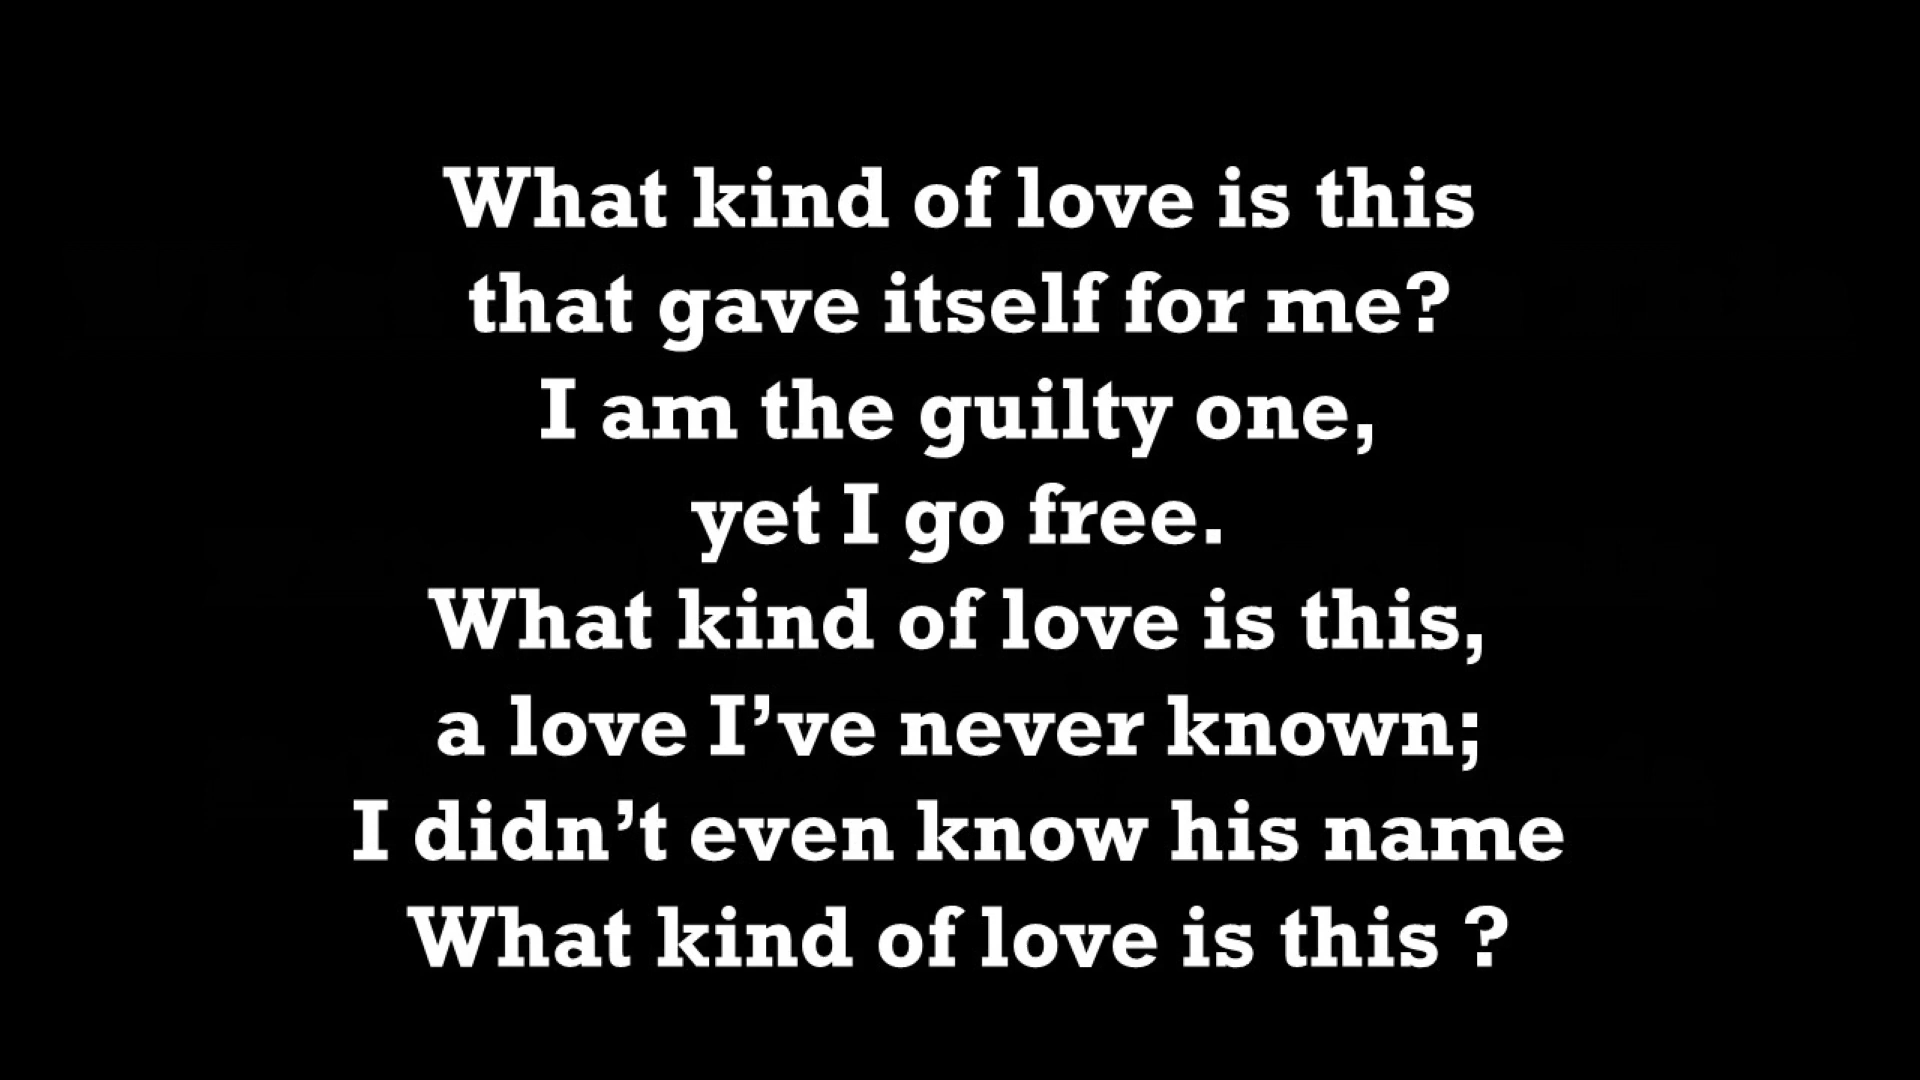 What kind of love is this
that gave itself for me?
I am the guilty one,
yet I go free.
What kind of love is this,
a love I’ve never known;
I didn’t even know his name
What kind of love is this ?